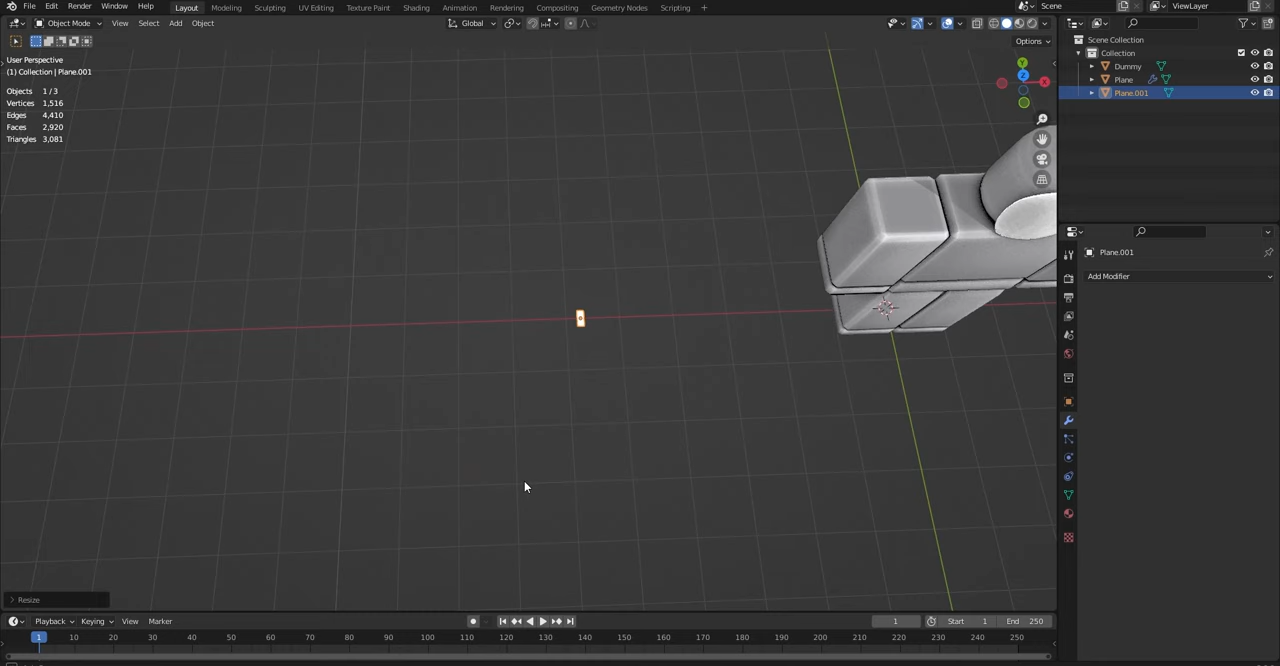 File Edit Render Window Help Layout Modeling Sculpting UV Editing Texture Paint Shading Animation Rendering Compositing Geometry Nodes Scripting + Scene ViewLayer
Object Mode View Select Add Object Global
Options
User Perspective
(1) Collection | Plane.001
Objects 1/3
Vertices 1,516
Edges 4,410
Faces 2,920
Triangles 3,081
Y
Z
X
Scene Collection
Collection
Dummy
Plane
Plane.001
Plane.001
Add Modifier
Resize
Playback Keying View Marker 1 Start 1 End 250
1 10 20 30 40 50 60 70 80 90 100 110 120 130 140 150 160 170 180 190 200 210 220 230 240 250